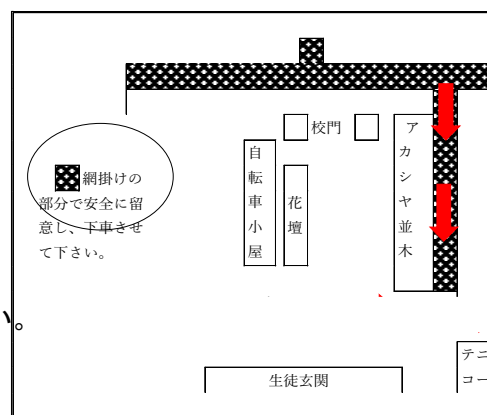 校門
アカシヤ並木
自転車小屋
花壇
網掛けの
部分で安全に留
意し、下車させ
て下さい。
い。
生徒玄関
テニ
コー